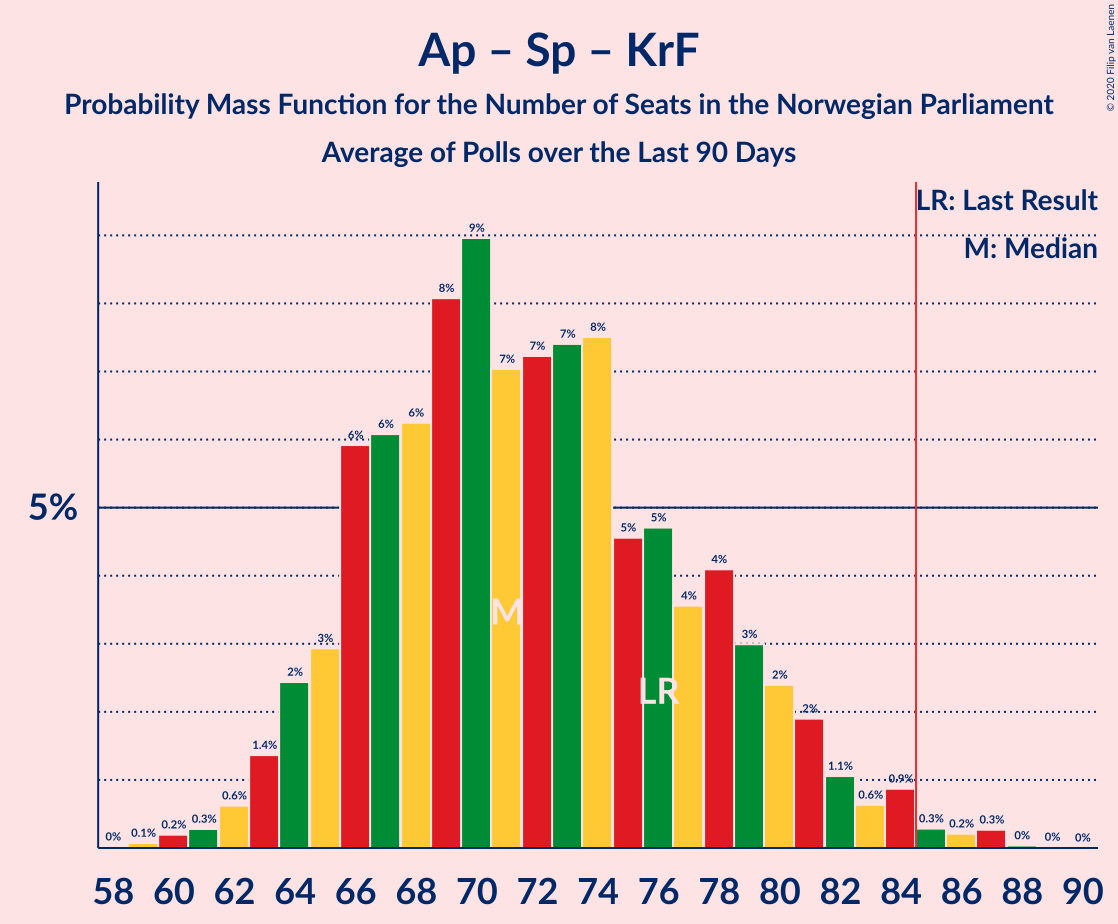 Ap – Sp – KrF
Probability Mass Function for the Number of Seats in the Norwegian Parliament
Average of Polls over the Last 90 Days
© 2020 Filip van Laenen
LR: Last Result
M: Median
5%
0% 0.1% 0.2% 0.3% 0.6% 1.4% 2% 3% 6% 6% 6% 8% 9% 7% 7% 7% 8% 5% 5% 4% 4% 3% 2% 2% 1.1% 0.6% 0.9% 0.3% 0.2% 0.3% 0% 0% 0%
M
LR
58 60 62 64 66 68 70 72 74 76 78 80 82 84 86 88 90